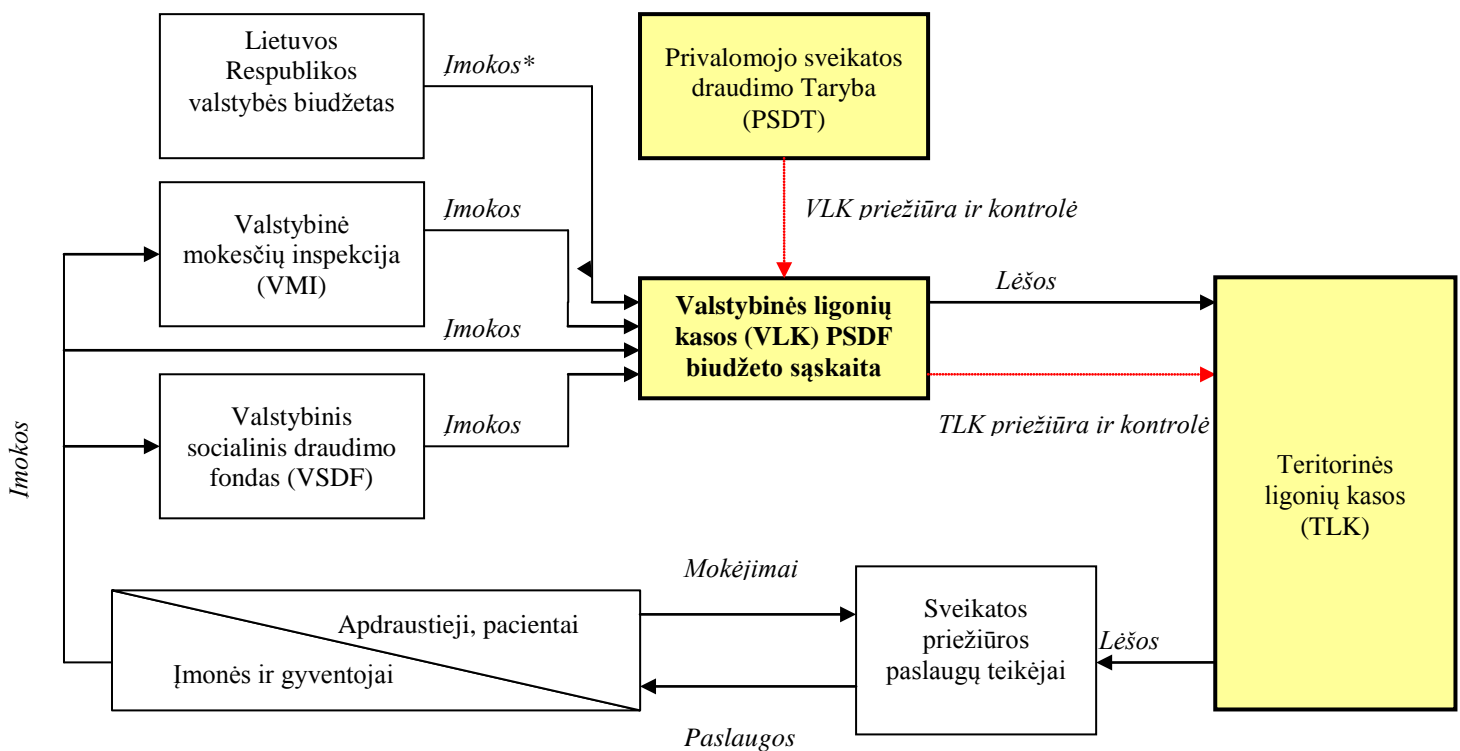 Lietuvos
Respublikos
valstybės biudžetas
Įmokos*
Privalomojo sveikatos
draudimo Taryba
(PSDT)
VLK priežiūra ir kontrolė
Valstybinė
mokesčių inspekcija
(VMI)
Įmokos
Įmokos
Valstybinės ligonių
kasos (VLK) PSDF
biudžeto sąskaita
Lėšos
TLK priežiūra ir kontrolė
Valstybinis
socialinis draudimo
fondas (VSDF)
Įmokos
Teritorinės
ligonių kasos
(TLK)
Įmokos
Mokėjimai
Apdraustieji, pacientai
Įmonės ir gyventojai
Sveikatos
priežiūros
paslaugų teikėjai
Lėšos
Paslaugos